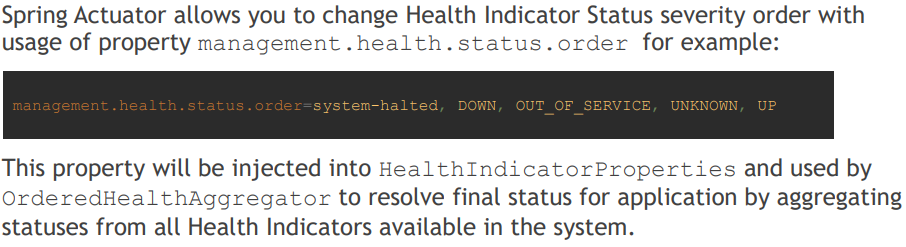 Spring Actuator allows you to change Health Indicator Status severity order with
usage of property management.health.status.order for example:
management.health.status.order=system-halted, DOWN, OUT_OF_SERVICE, UNKNOWN, UP
This property will be injected into HealthIndicatorProperties and used by
OrderedHealthAggregator to resolve final status for application by aggregating
statuses from all Health Indicators available in the system.